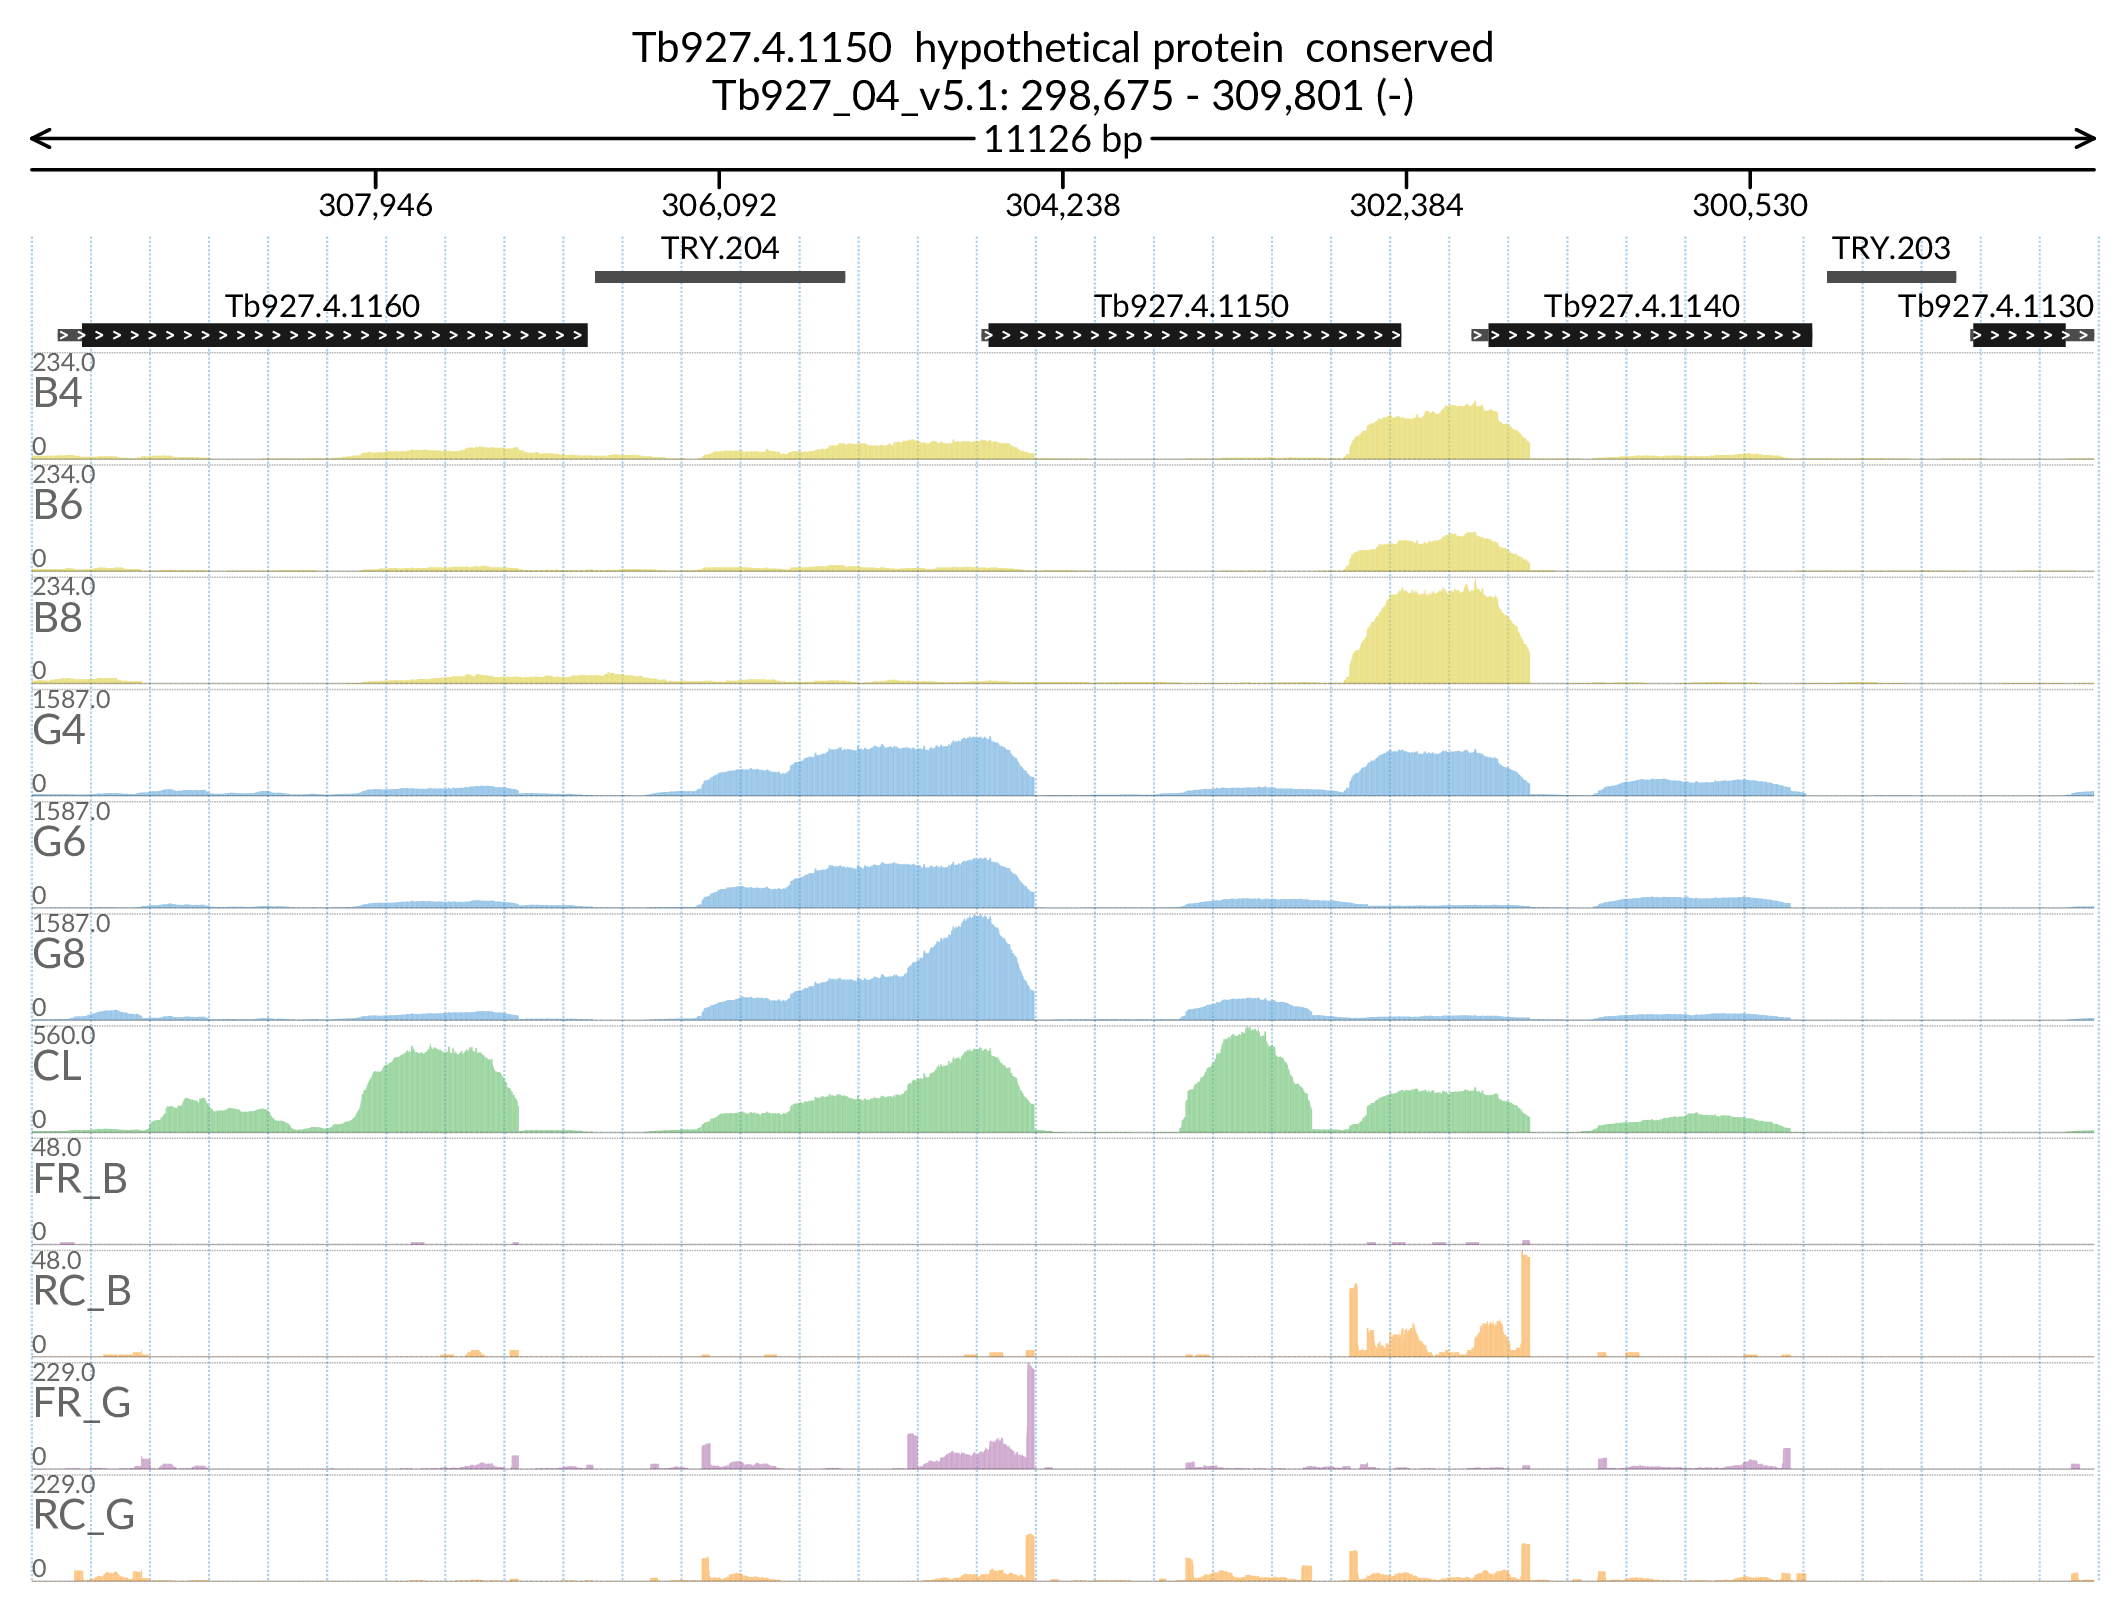 Tb927.4.1150  hypothetical protein  conserved
Tb927_04_v5.1: 298,675 - 309,801 (-)
11126 bp
307,946 306,092 304,238 302,384 300,530
TRY.204 TRY.203
Tb927.4.1160 Tb927.4.1150 Tb927.4.1140 Tb927.4.1130
234.0
B4
0
234.0
B6
0
234.0
B8
0
1587.0
G4
0
1587.0
G6
0
1587.0
G8
0
560.0
CL
0
48.0
FR_B
0
48.0
RC_B
0
229.0
FR_G
0
229.0
RC_G
0